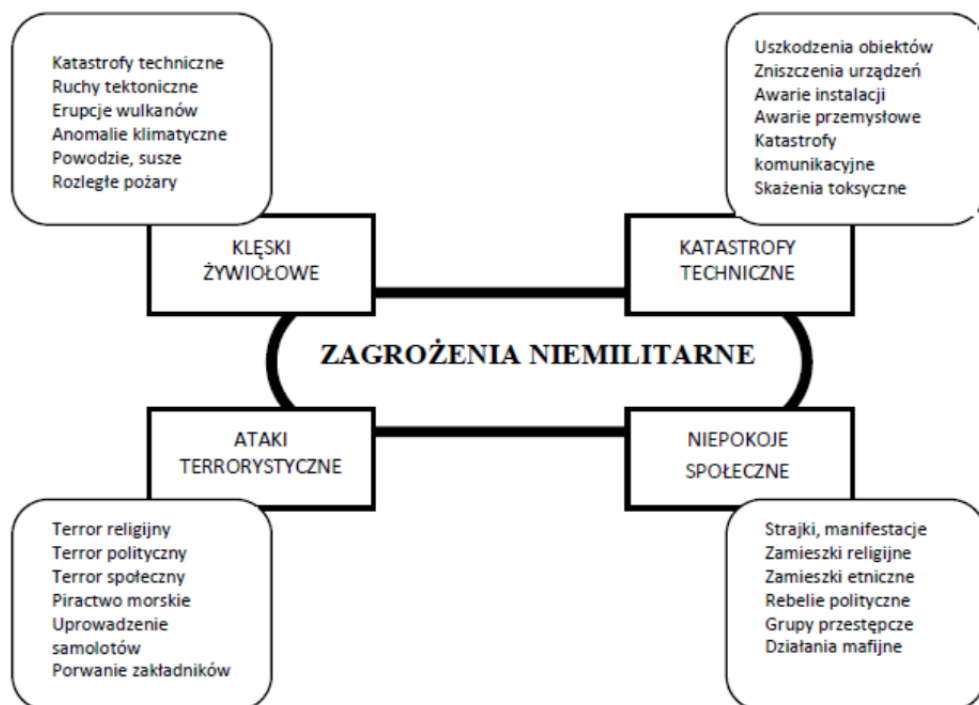 Katastrofy techniczne
Ruchy tektoniczne
Erupcje wulkanów
Anomalie klimatyczne
Powodzie, susze
Rozległe pożary
Uszkodzenia obiektów
Zniszczenia urządzeń
Awarie instalacji
Awarie przemysłowe
Katastrofy
komunikacyjne
Skażenia toksyczne
KLĘSKI
ŻYWIOŁOWE
KATASTROFY
TECHNICZNE
ZAGROŻENIA NIEMILITARNE
ATAKI
TERRORYSTYCZNE
NIEPOKOJE
SPOŁECZNE
Terror religijny
Terror polityczny
Terror społeczny
Piractwo morskie
Uprowadzenie
samolotów
Porwanie zakładników
Strajki, manifestacje
Zamieszki religijne
Zamieszki etniczne
Rebelie polityczne
Grupy przestępcze
Działania mafijne